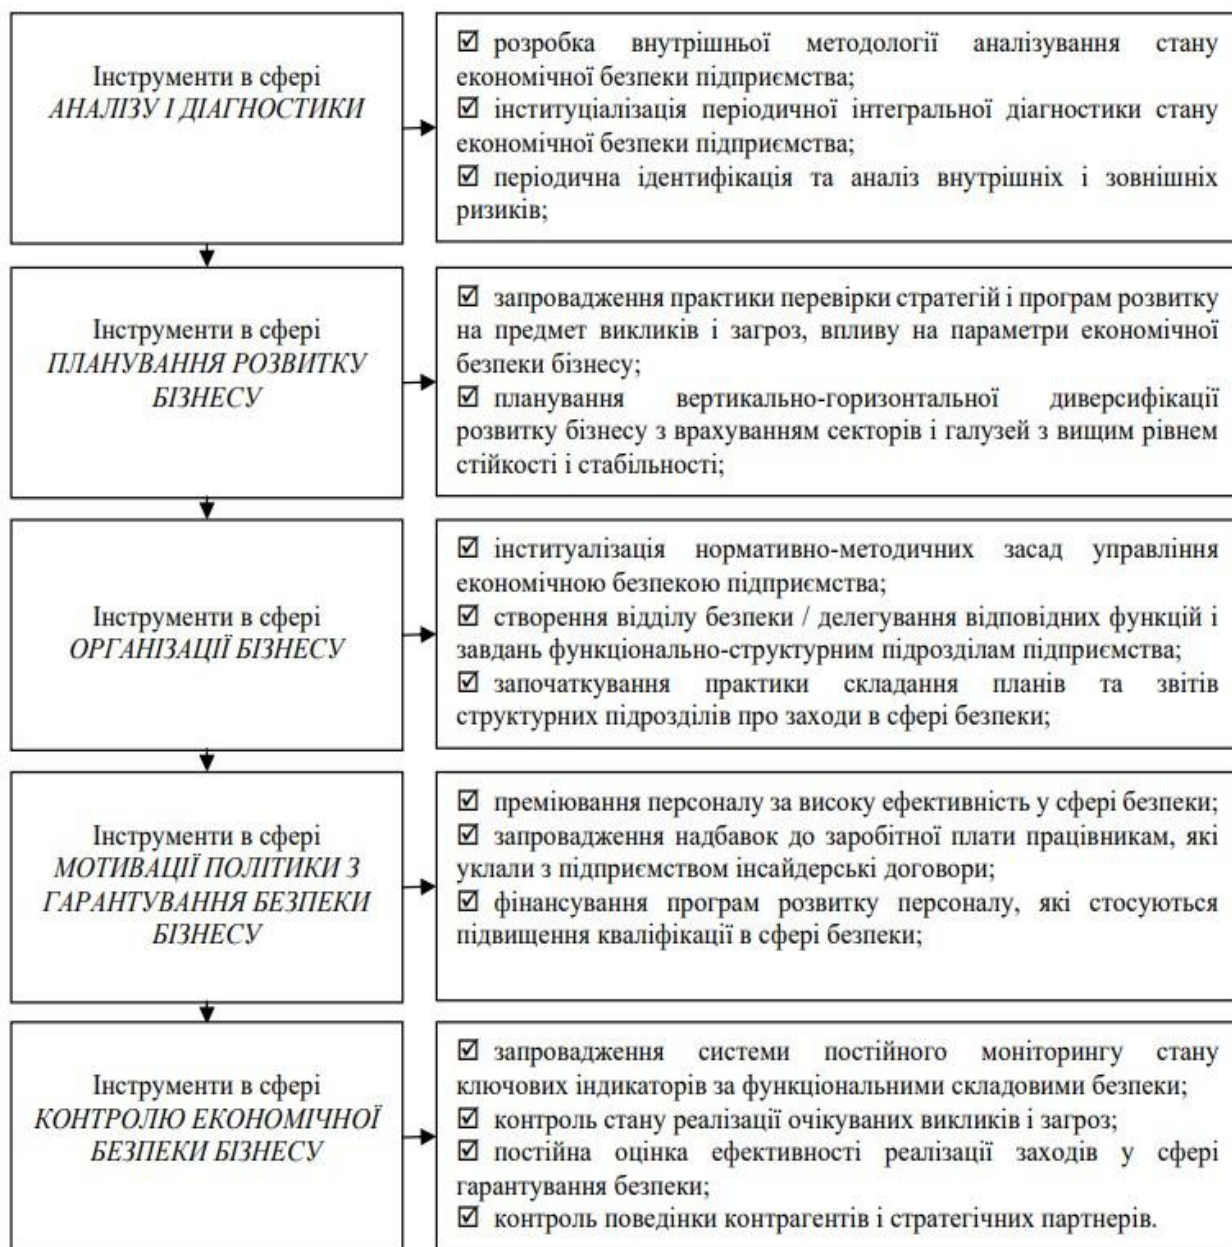 Інструменти в сфері
АНАЛІЗУ І ДІАГНОСТИКИ
☑ розробка внутрішньої методології аналізування стану
економічної безпеки підприємства;
☑ інституціалізація періодичної інтегральної діагностики стану
економічної безпеки підприємства;
☑ періодична ідентифікація та аналіз внутрішніх і зовнішніх
ризиків;
Інструменти в сфері
ПЛАНУВАННЯ РОЗВИТКУ
БІЗНЕСУ
☑ запровадження практики перевірки стратегій і програм розвитку
на предмет викликів і загроз, впливу на параметри економічної
безпеки бізнесу;
☑ планування вертикально-горизонтальної диверсифікації
розвитку бізнесу з врахуванням секторів і галузей з вищим рівнем
стійкості і стабільності;
Інструменти в сфері
ОРГАНІЗАЦІЇ БІЗНЕСУ
☑ інституалізація нормативно-методичних засад управління
економічною безпекою підприємства;
☑ створення відділу безпеки / делегування відповідних функцій і
завдань функціонально-структурним підрозділам підприємства;
☑ започаткування практики складання планів та звітів
структурних підрозділів про заходи в сфері безпеки;
Інструменти в сфері
МОТИВАЦІЇ ПОЛІТИКИ З
ГАРАНТУВАННЯ БЕЗПЕКИ
БІЗНЕСУ
☑ преміювання персоналу за високу ефективність у сфері безпеки;
☑ запровадження надбавок до заробітної плати працівникам, які
уклали з підприємством інсайдерські договори;
☑ фінансування програм розвитку персоналу, які стосуються
підвищення кваліфікації в сфері безпеки;
Інструменти в сфері
КОНТРОЛЮ ЕКОНОМІЧНОЇ
БЕЗПЕКИ БІЗНЕСУ
☑ запровадження системи постійного моніторингу стану
ключових індикаторів за функціональними складовими безпеки;
☑ контроль стану реалізації очікуваних викликів і загроз;
☑ постійна оцінка ефективності реалізації заходів у сфері
гарантування безпеки;
☑ контроль поведінки контрагентів і стратегічних партнерів.